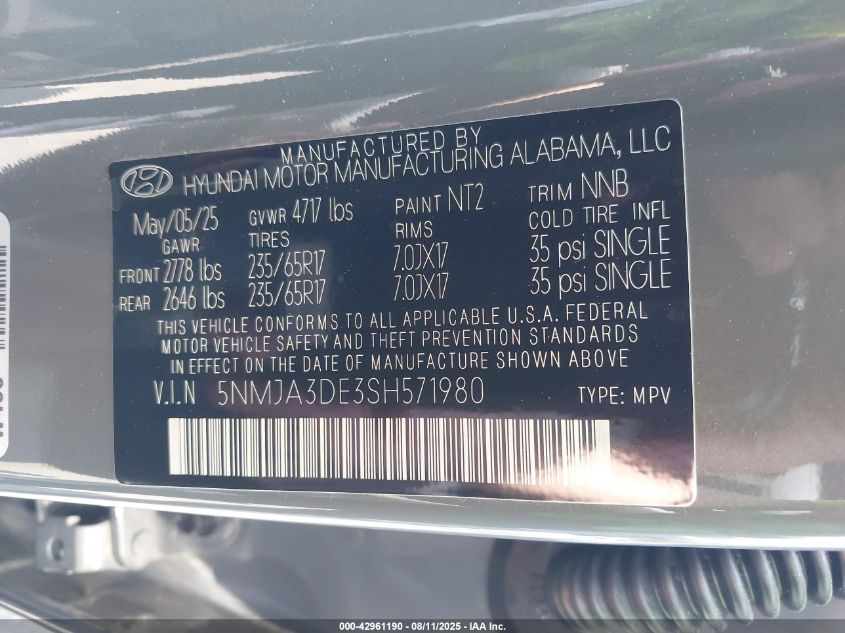 MANUFACTURED BY
HYUNDAI MOTOR MANUFACTURING ALABAMA, LLC
May/05/25 GVWR 4717 lbs PAINT NT2 TRIM NNB
GAWR TIRES RIMS COLD TIRE INFL
FRONT 2778 lbs 235/65R17 7.0JX17 35 psi SINGLE
REAR 2646 lbs 235/65R17 7.0JX17 35 psi SINGLE
THIS VEHICLE CONFORMS TO ALL APPLICABLE U.S.A. FEDERAL
MOTOR VEHICLE SAFETY AND THEFT PREVENTION STANDARDS
IN EFFECT ON THE DATE OF MANUFACTURE SHOWN ABOVE.
V.I.N 5NMJA3DE3SH571980 TYPE: MPV
000-42961190 - 08/11/2025 - IAA Inc.